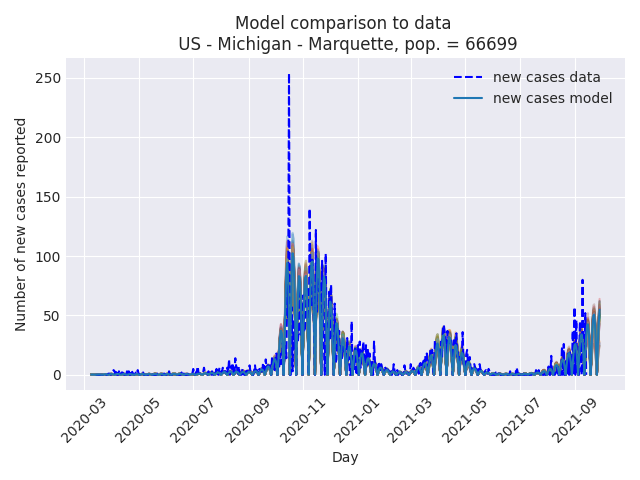 Model comparison to data
US - Michigan - Marquette, pop. = 66699
new cases data
new cases model
Number of new cases reported
250
200
150
100
50
0
2020-03
2020-05
2020-07
2020-09
2020-11
2021-01
2021-03
2021-05
2021-07
2021-09
Day